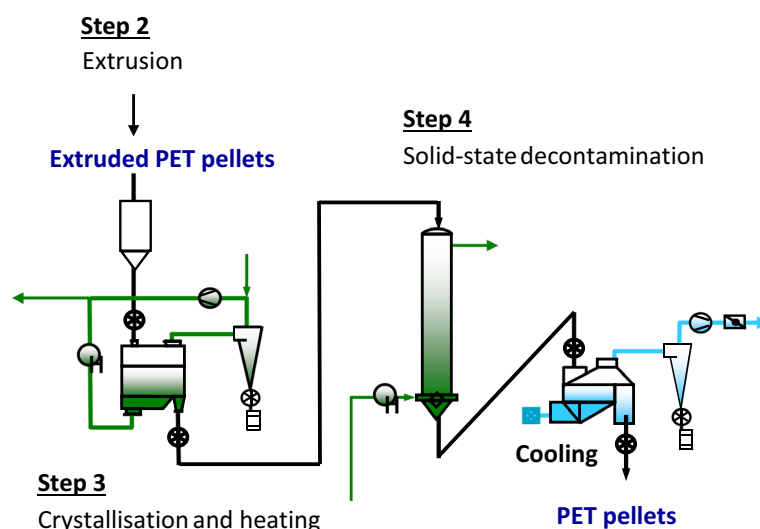 Step 2
Extrusion
Extruded PET pellets
Step 4
Solid-state decontamination
Step 3
Crystallisation and heating
Cooling
PET pellets